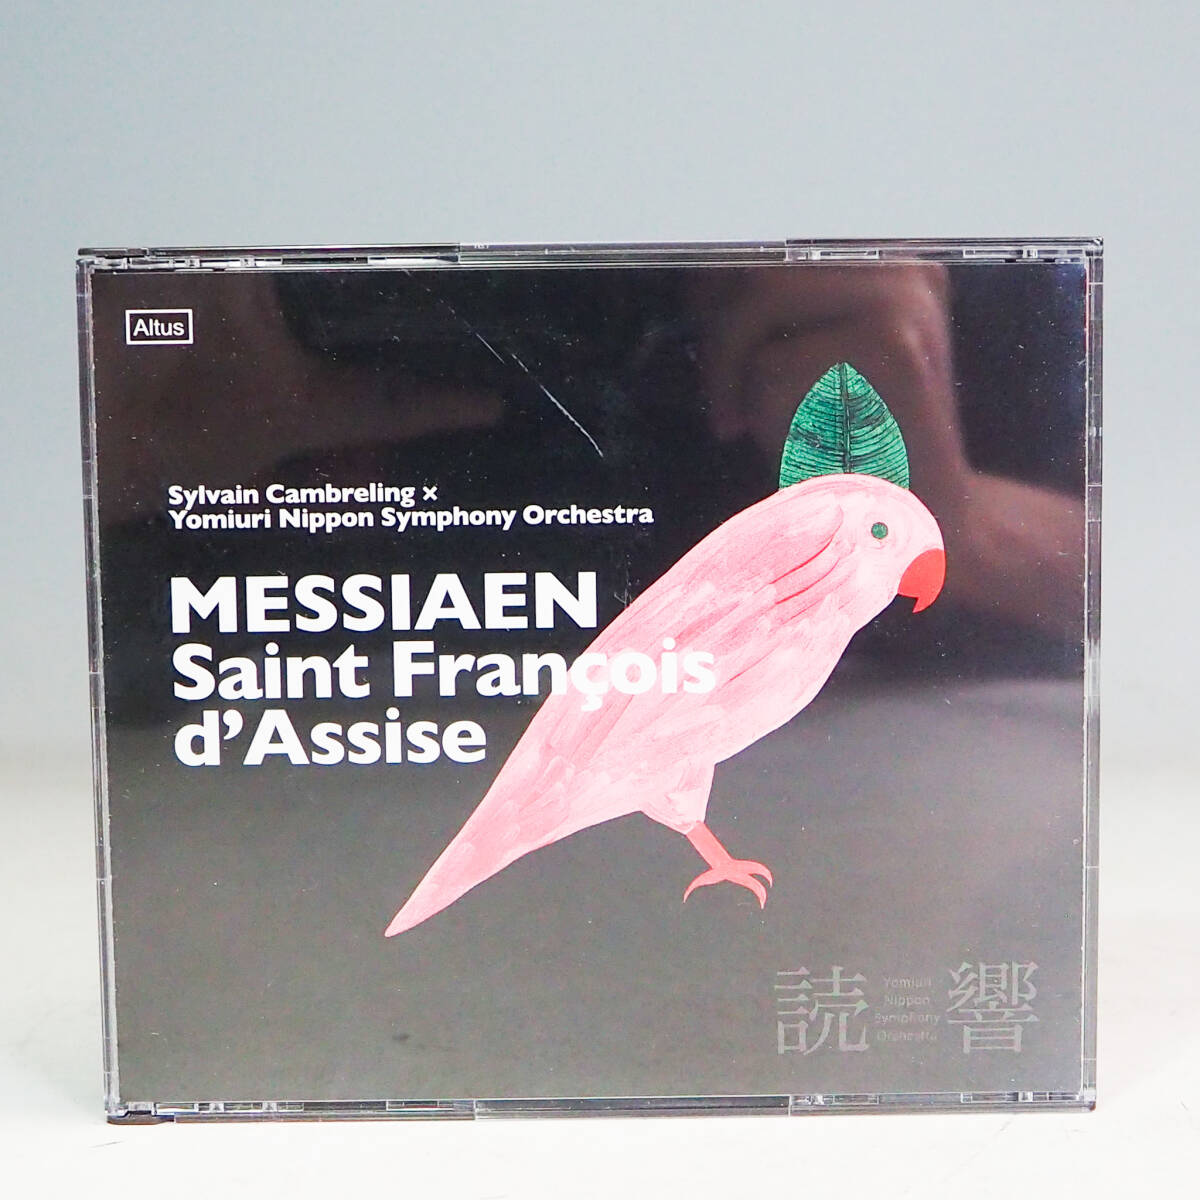 Altus
Sylvain Cambreling ×
Yomiuri Nippon Symphony Orchestra
MESSIAEN
Saint François
d'Assise
読響
Yomiuri
Nippon
Symphony
Orchestra